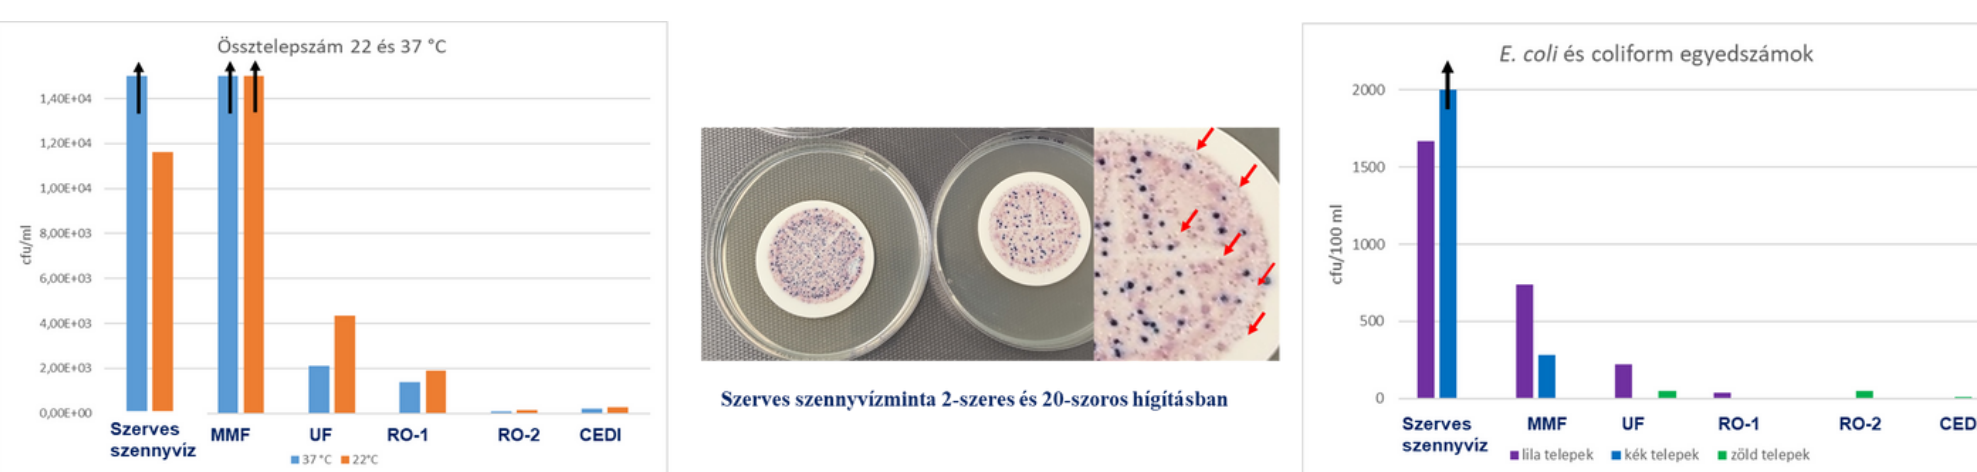 Össztelepszám 22 és 37 °C
cfu/ml
1,40E+04
1,20E+04
1,00E+04
8,00E+03
6,00E+03
4,00E+03
2,00E+03
0,00E+00
Szerves szennyvíz
MMF
UF
RO-1
RO-2
CEDI
37 °C
22°C
Szerves szennyvízminta 2-szeres és 20-szoros hígításban
E. coli és coliform egyedszámok
cfu/100 ml
2000
1500
1000
500
0
Szerves szennyvíz
MMF
UF
RO-1
RO-2
CED
lila telepek
kék telepek
zöld telepek